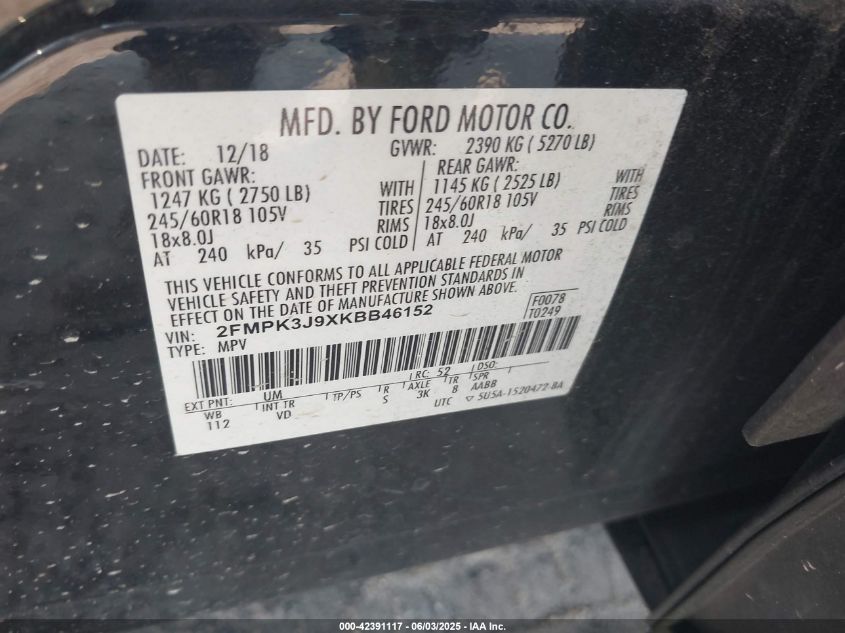 MFD. BY FORD MOTOR CO.
DATE: 12/18 GVWR: 2390 KG ( 5270 LB)
FRONT GAWR: REAR GAWR:
1247 KG ( 2750 LB) WITH 1145 KG ( 2525 LB) WITH
245/60R18 105V TIRES 245/60R18 105V TIRES
18x8.0J RIMS 18x8.0J RIMS
AT 240 kPa/ 35 PSI COLD AT 240 kPa/ 35 PSI COLD
THIS VEHICLE CONFORMS TO ALL APPLICABLE FEDERAL MOTOR
VEHICLE SAFETY AND THEFT PREVENTION STANDARDS IN
EFFECT ON THE DATE OF MANUFACTURE SHOWN ABOVE.
VIN: 2FMPK3J9XKBB46152 F0078
TYPE: MPV T0249
EXT PNT: UM RC: 52 DSO:
WB INT TR TP/PS R AXLE TR SPR
112 VD S 3K 8 AABB
UTC ▽ 5U5A-1520472-BA
000-42391117 - 06/03/2025 - IAA Inc.